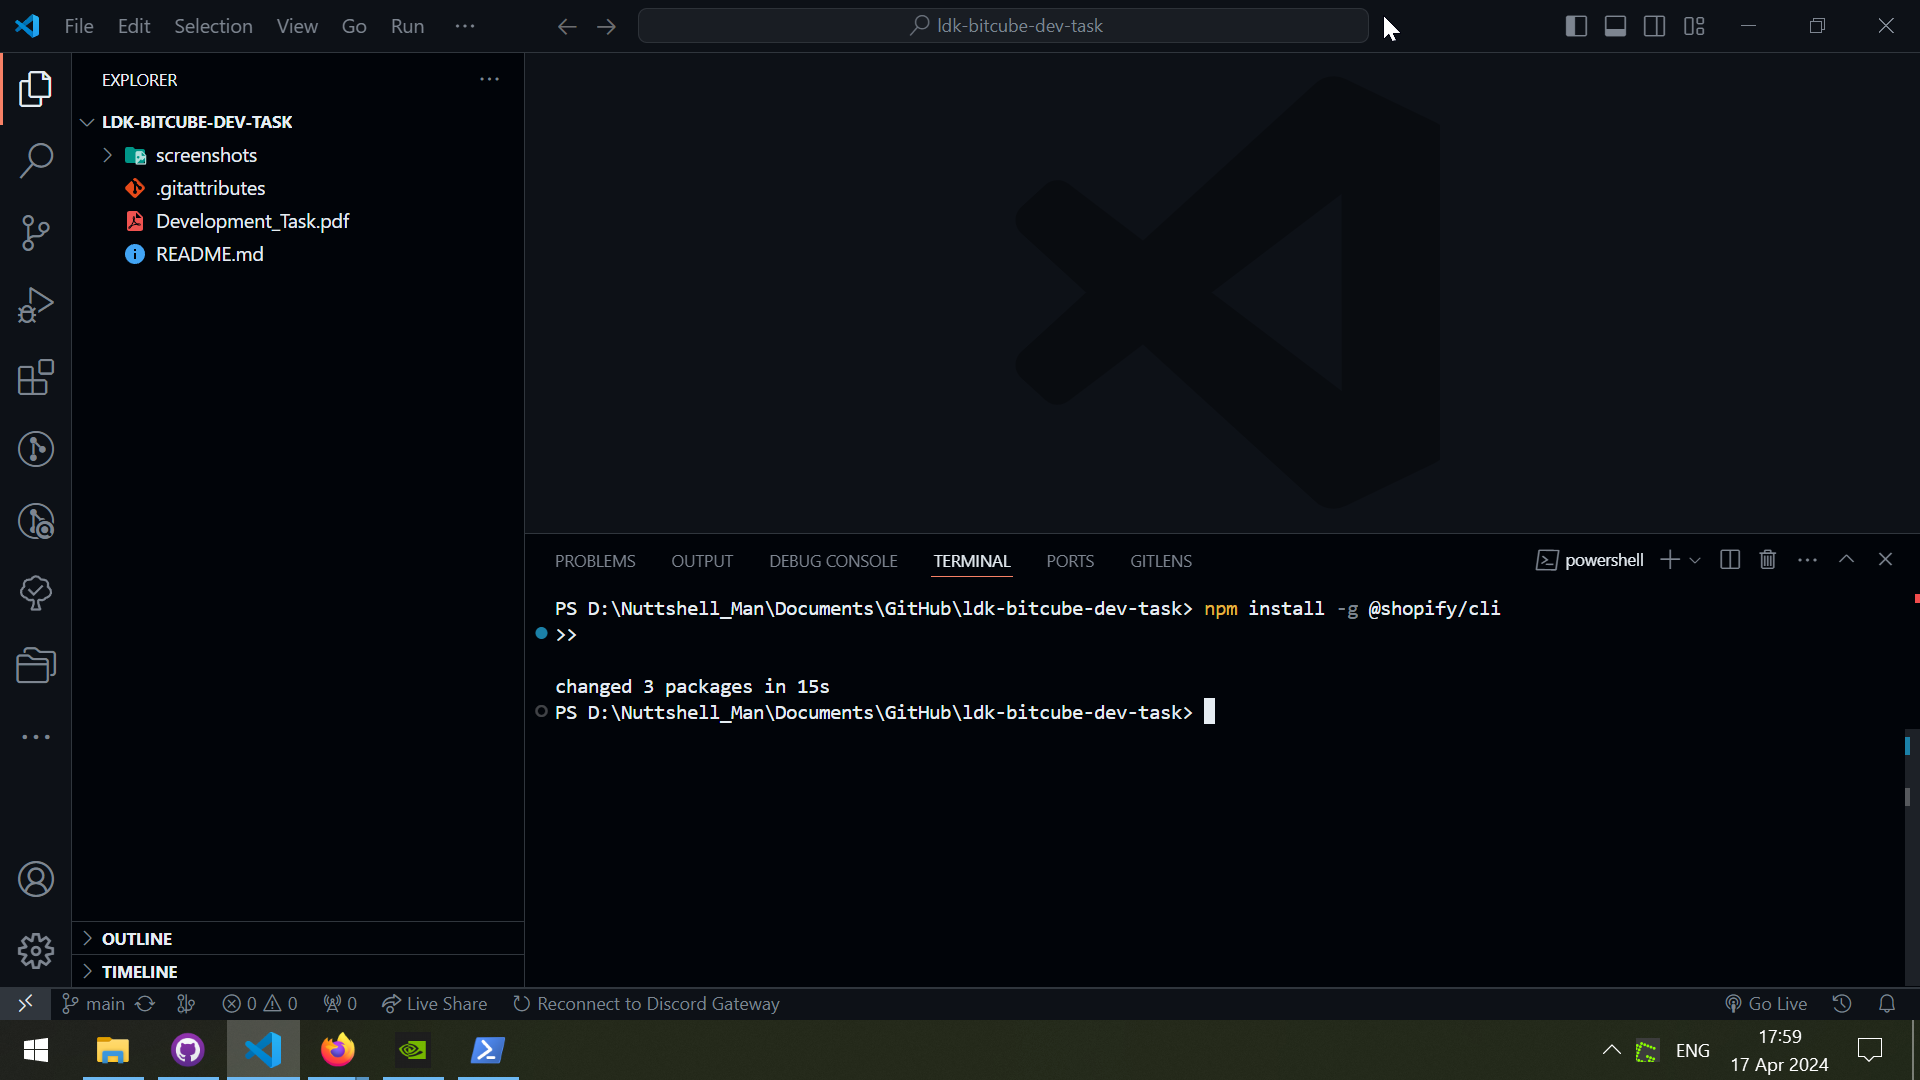 File Edit Selection View Go Run ··· ldk-bitcube-dev-task
EXPLORER
LDK-BITCUBE-DEV-TASK
screenshots
.gitattributes
Development_Task.pdf
README.md
PROBLEMS OUTPUT DEBUG CONSOLE TERMINAL PORTS GITLENS powershell
PS D:\Nuttshell_Man\Documents\GitHub\ldk-bitcube-dev-task> npm install -g @shopify/cli
>>
changed 3 packages in 15s
PS D:\Nuttshell_Man\Documents\GitHub\ldk-bitcube-dev-task>
OUTLINE
TIMELINE
main 0 0 0 Live Share Reconnect to Discord Gateway Go Live
ENG
17:59
17 Apr 2024